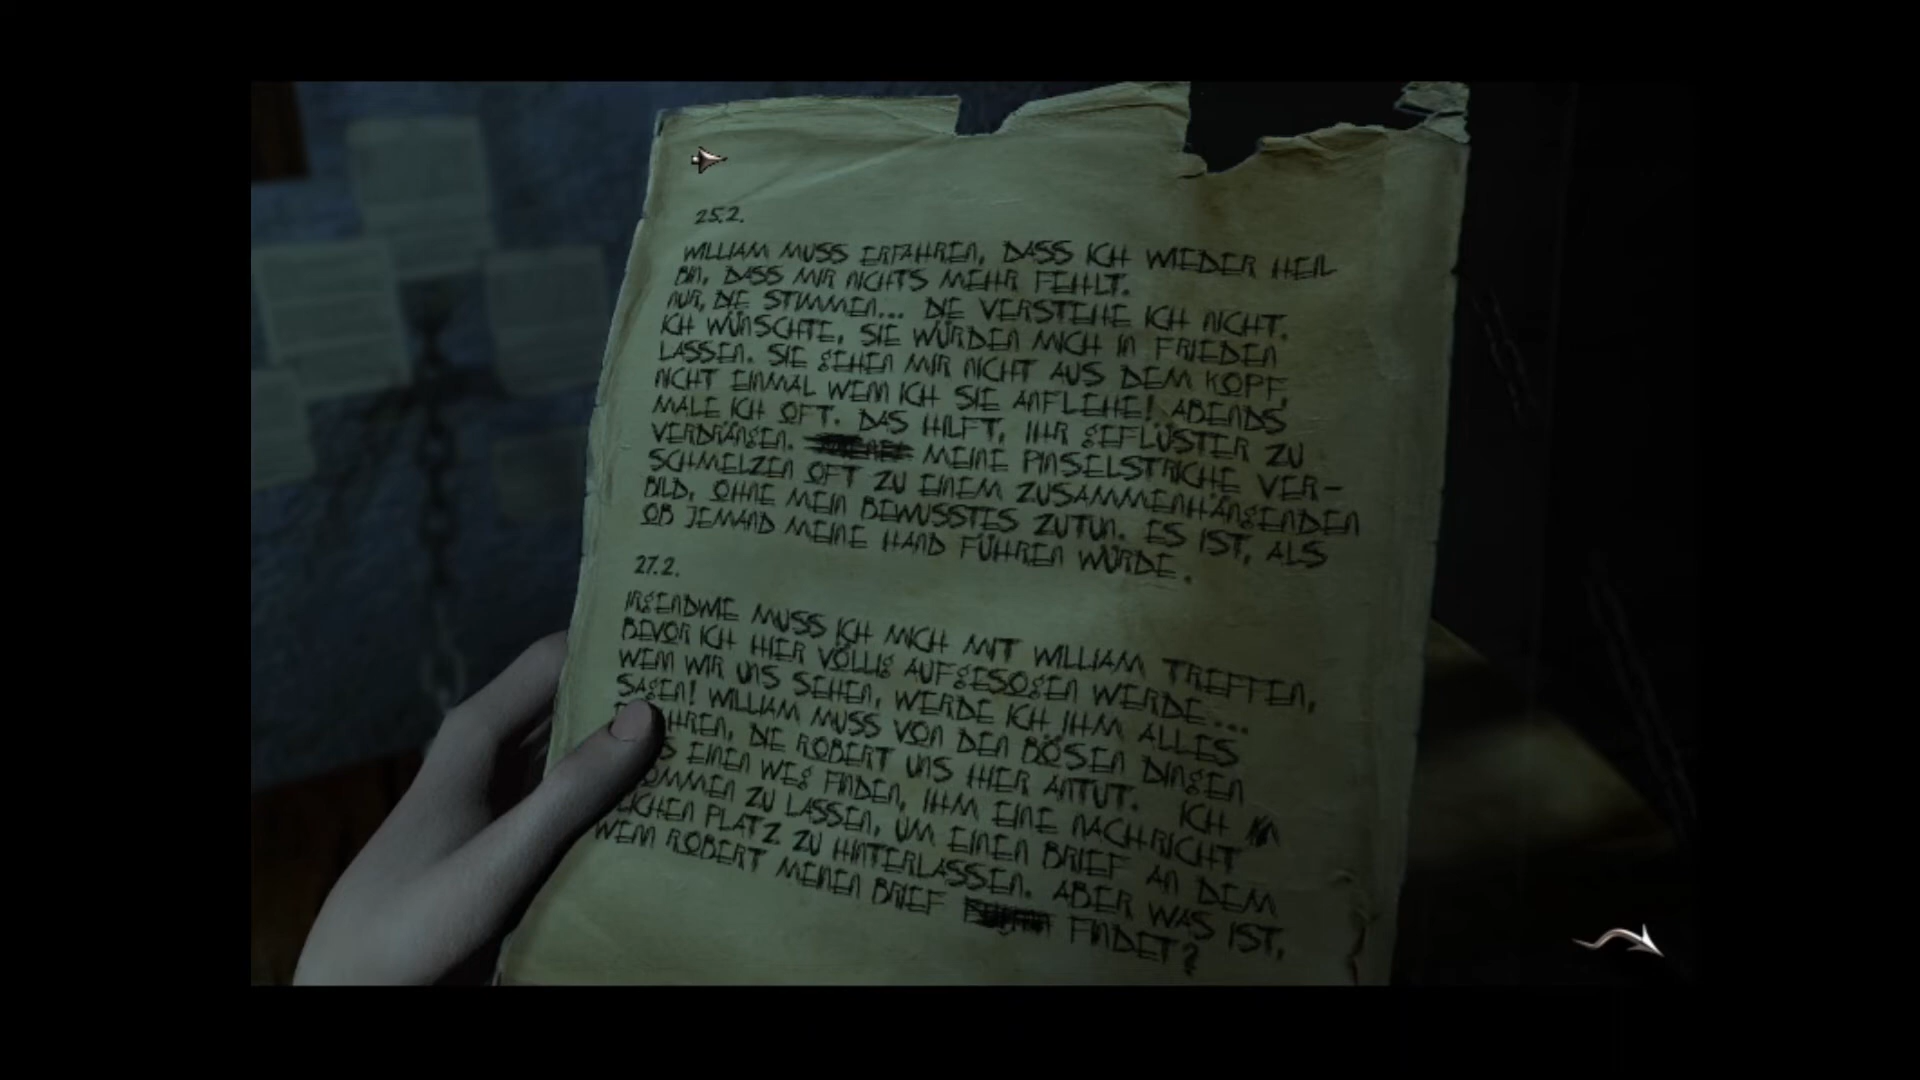 25.2.
WILLIAM MUSS ERFAHREN, DASS ICH WIEDER HEIL
BIN, DASS MIR NICHTS MEHR FEHLT.
NUR, DIE STIMMEN... DIE VERSTEHE ICH NICHT.
ICH WÜNSCHTE, SIE WÜRDEN MICH IN FRIEDEN
LASSEN. SIE GEHEN MIR NICHT AUS DEM KOPF,
NICHT EINMAL WENN ICH SIE ANFLEHE! ABENDS
MALE ICH OFT. DAS HILFT, IHR GEFLÜSTER ZU
VERDRÄNGEN. MEINE PINSELSTRICHE VER-
SCHMELZEN OFT ZU EINEM ZUSAMMENHÄNGENDEN
BILD, OHNE MEIN BEWUSSTES ZUTUN. ES IST, ALS
OB JEMAND MEINE HAND FÜHREN WÜRDE.
27.2.
IRGENDWIE MUSS ICH MICH MIT WILLIAM TREFFEN,
BEVOR ICH HIER VÖLLIG AUFGESOGEN WERDE...
WENN WIR UNS SEHEN, WERDE ICH IHM ALLES
SAGEN! WILLIAM MUSS VON DEN BÖSEN DINGEN
HREN, DIE ROBERT UNS HIER ANTUT. ICH
S EINEN WEG FINDEN, IHM EINE NACHRICHT
OMMEN ZU LASSEN, UM EINEN BRIEF AN DEM
LICHEN PLATZ ZU HINTERLASSEN. ABER WAS IST,
WENN ROBERT MEINEN BRIEF FINDET?